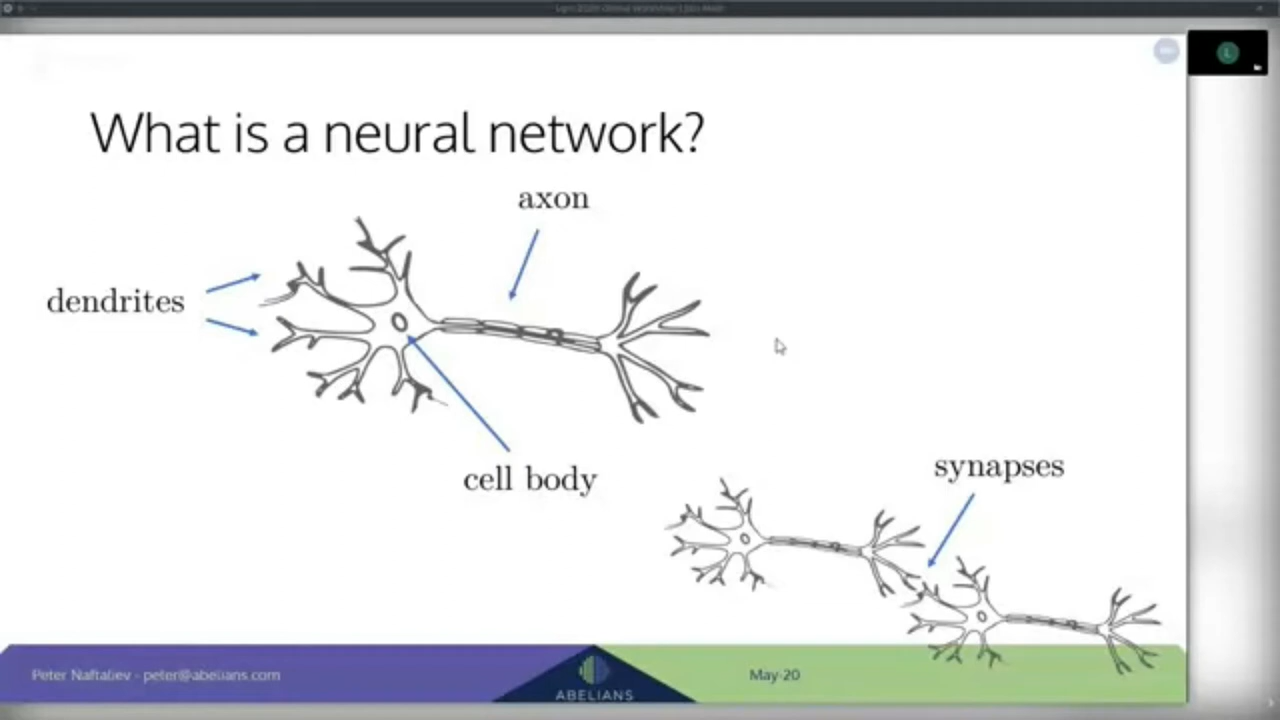 What is a neural network?
axon
dendrites
cell body
synapses
Peter Naftaliev - peter@abelians.com
ABELIANS
May-20
L